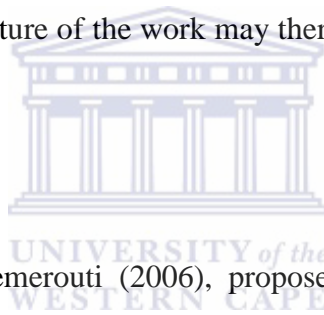 ture of the work may ther
UNIVERSITY of the
emerouti (2006), propose
WESTERN CAPE